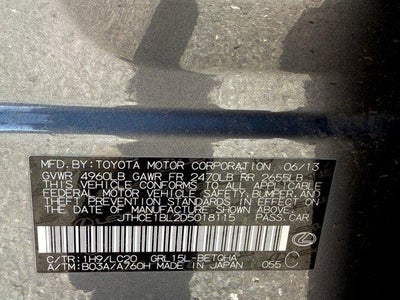 MFD.BY:TOYOTA MOTOR CORPORATION 06/13
GVWR 4960LB GAWR FR 2470LB RR 2655LB
THIS VEHICLE CONFORMS TO ALL APPLICABLE
FEDERAL MOTOR VEHICLE SAFETY, BUMPER, AND
THEFT PREVENTION STANDARDS IN EFFECT ON
THE DATE OF MANUFACTURE SHOWN ABOVE.
JTHCE1BL205018115 PASS.CAR
C/TR:1H9/LC20 GRL15L-BETQHA
A/TM:B03A/A760H MADE IN JAPAN 055 C